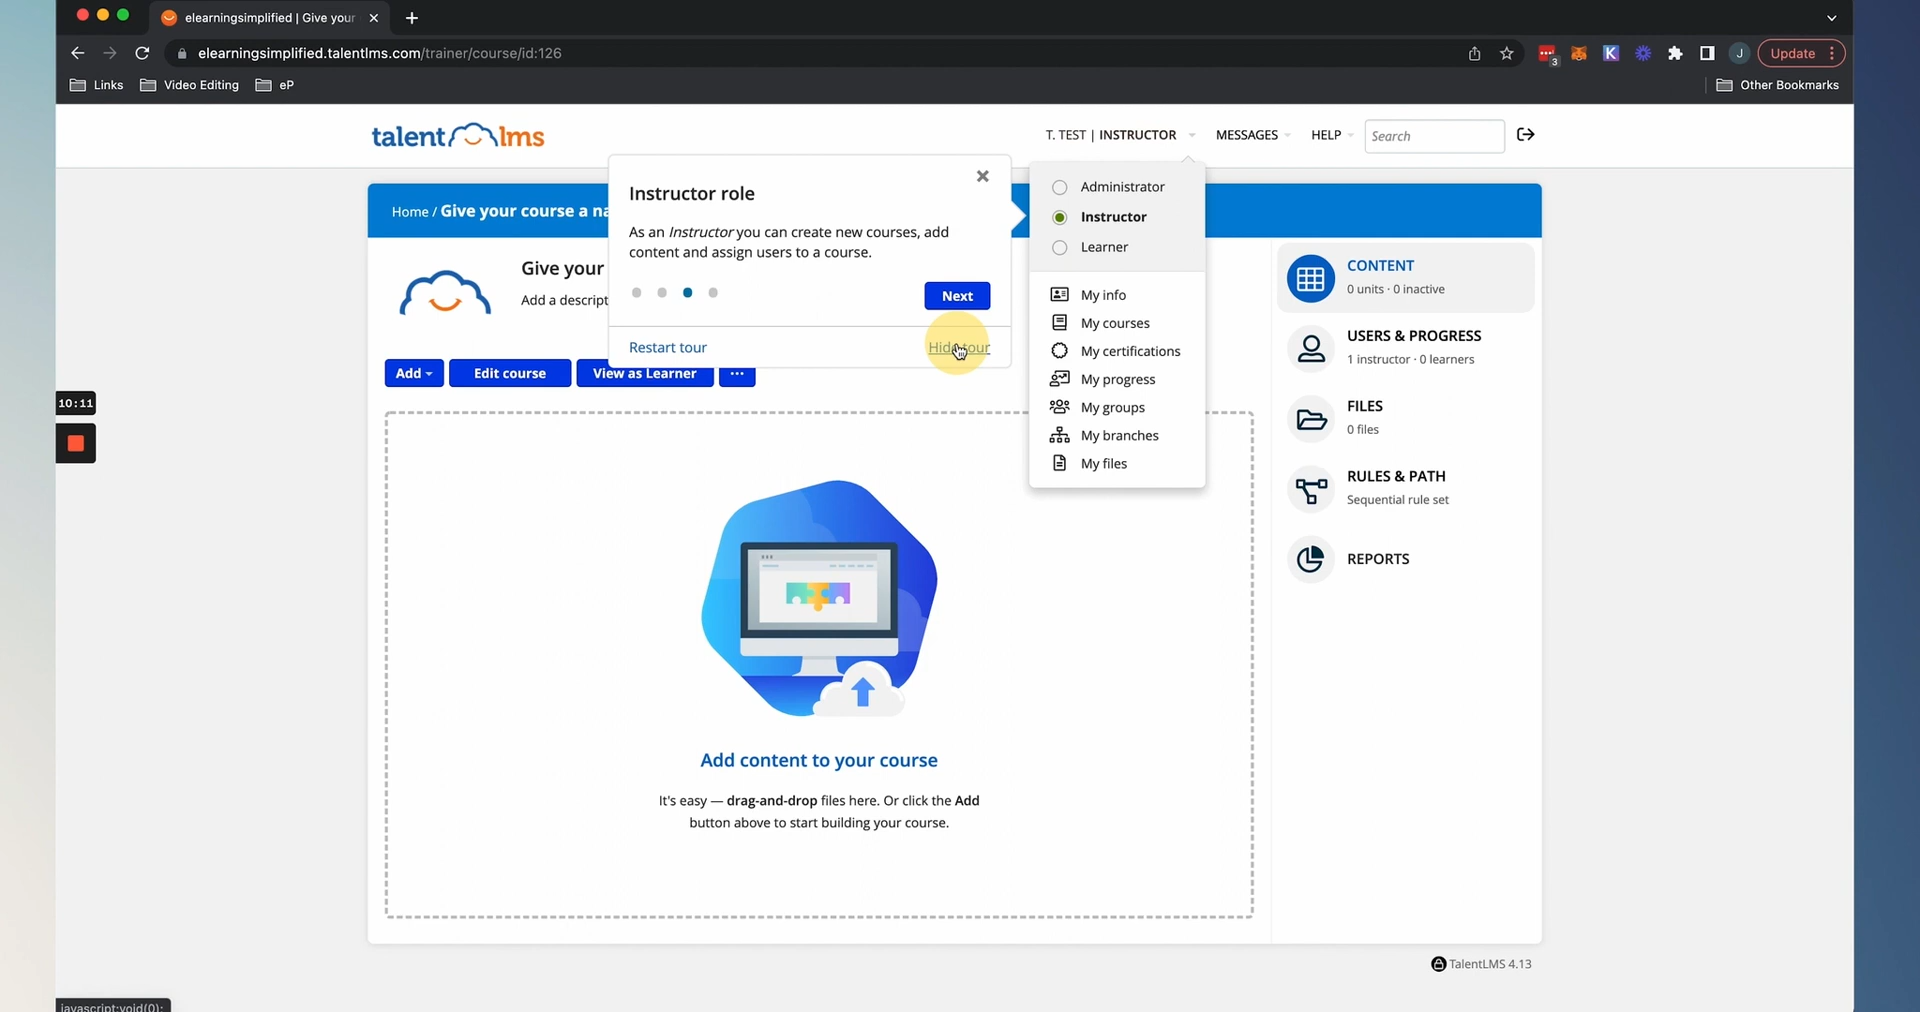 elearningsimplified | Give your
elearningsimplified.talentlms.com/trainer/course/id:126
3
K
J
Update
Links
Video Editing
eP
Other Bookmarks
talentlms
T. TEST | INSTRUCTOR
MESSAGES
HELP
Search
Home / Give your course a na
Instructor role
As an Instructor you can create new courses, add
content and assign users to a course.
Next
Restart tour
Hide tour
Administrator
Instructor
Learner
My info
My courses
My certifications
My progress
My groups
My branches
My files
Give your
Add a descript
Add
Edit course
View as Learner
...
CONTENT
0 units · 0 inactive
USERS & PROGRESS
1 instructor · 0 learners
FILES
0 files
RULES & PATH
Sequential rule set
REPORTS
10:11
Add content to your course
It's easy — drag-and-drop files here. Or click the Add
button above to start building your course.
TalentLMS 4.13
javascript:void(0);